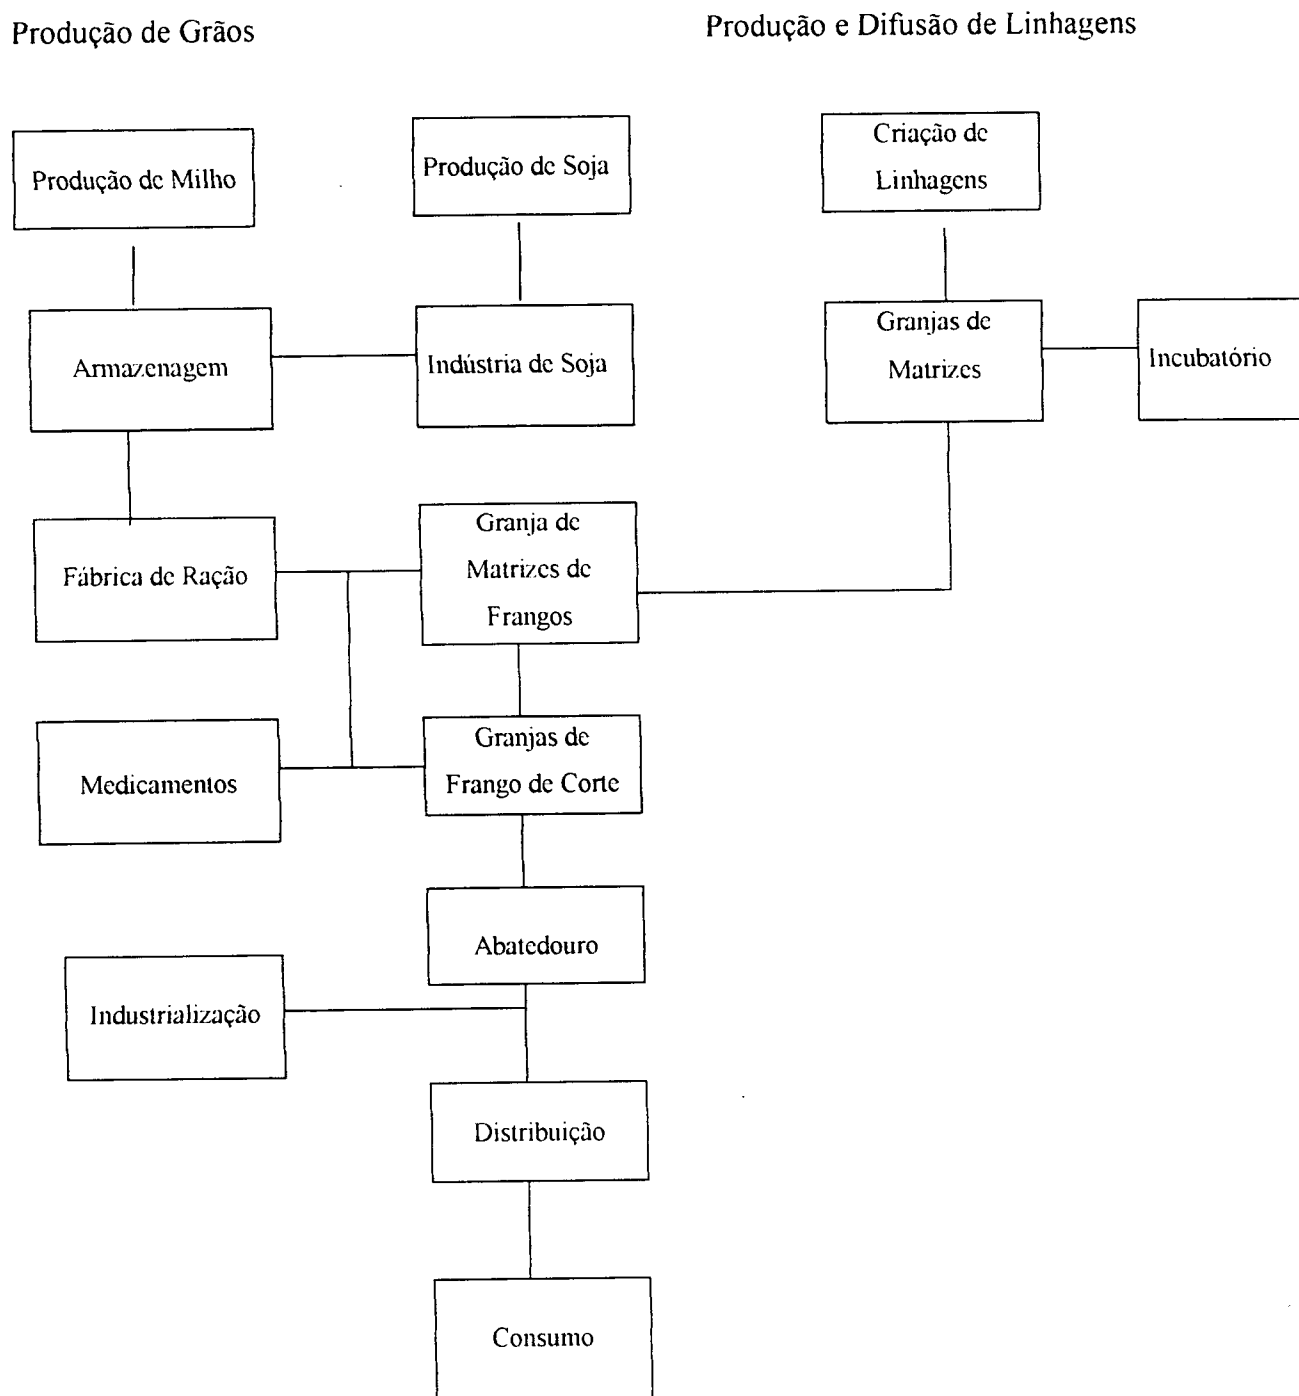 Produção de Grãos
Produção e Difusão de Linhagens
Produção de Milho
Produção de Soja
Criação de
Linhagens
Armazenagem
Indústria de Soja
Granjas de
Matrizes
Incubatório
Fábrica de Ração
Granja de
Matrizes de
Frangos
Medicamentos
Granjas de
Frango de Corte
Abatedouro
Industrialização
Distribuição
Consumo